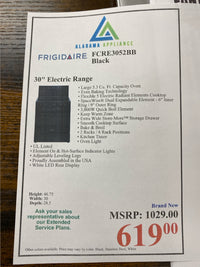 ALABAMA APPLIANCE
FRIGIDAIRE
FCRE3052BB
Black
30" Electric Range
- Large 5.3 Cu. Ft. Capacity Oven
- Even Baking Technology
- Flexible 5 Electric Radiant Elements Cooktop
- SpaceWise® Dual Expandable Element - 6" Inner
Ring / 9" Outer Ring
- 3,000W Quick Boil Element
- Keep Warm Zone
- Extra Wide Store-More™ Storage Drawer
- Smooth Cooking Surface
- Bake & Broil
- 2 Racks / 6 Rack Positions
- Kitchen Timer
- Oven Light
- UL Listed
- Element On & Hot-Surface Indicator Lights
- Adjustable Leveling Legs
- Proudly Assembled in the USA
- White LED Range Display
Height: 46.75
Width: 30
Depth: 28.5
Ask your sales
representative
about our
Extended
Service Plans.
Brand New
MSRP: 1029.00
619.00